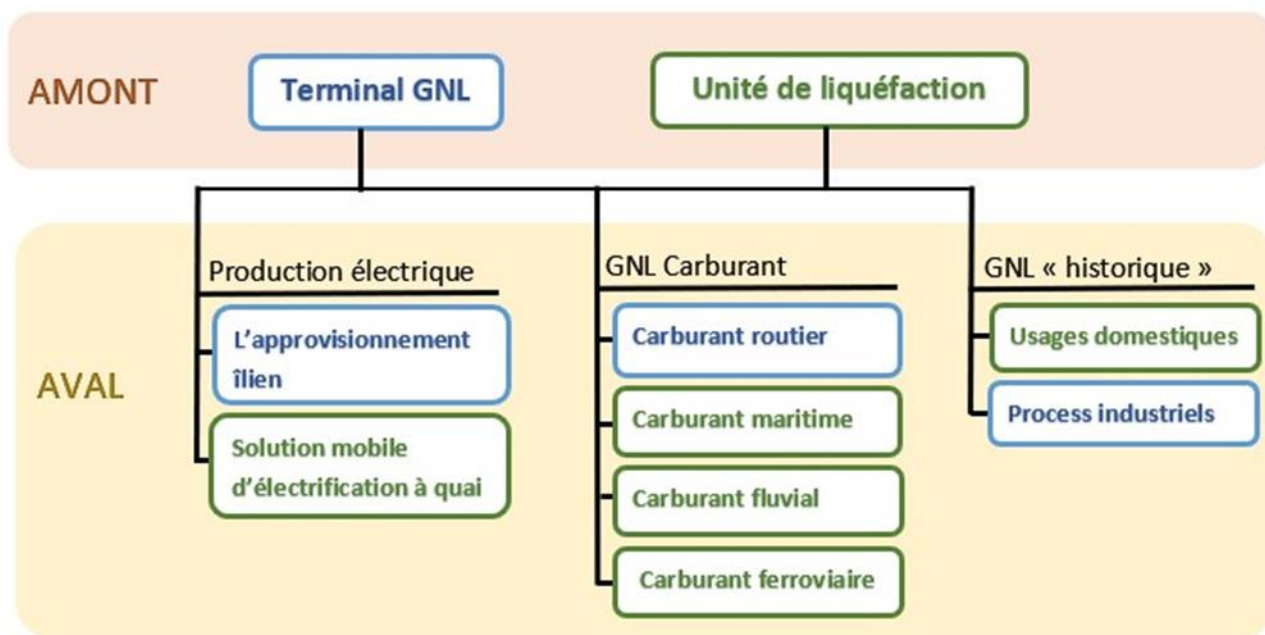 AMONT
Terminal GNL
Unité de liquéfaction
AVAL
Production électrique
L’approvisionnement
îlien
Solution mobile
d’électrification à quai
GNL Carburant
Carburant routier
Carburant maritime
Carburant fluvial
Carburant ferroviaire
GNL « historique »
Usages domestiques
Process industriels